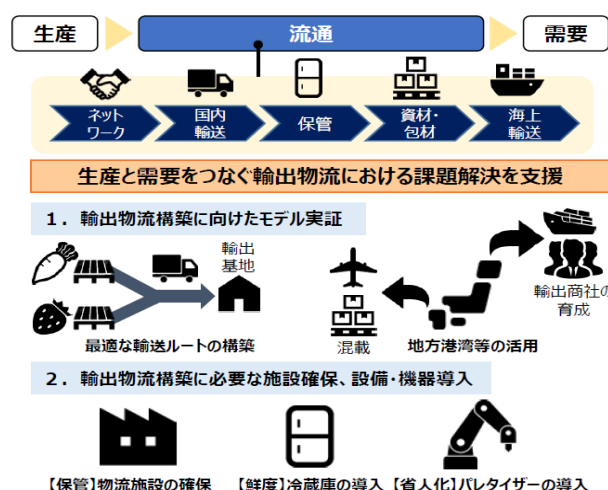 生産
流通
需要
ネット
ワーク
国内
輸送
保管
資材・
包材
海上
輸送
生産と需要をつなぐ輸出物流における課題解決を支援
1．輸出物流構築に向けたモデル実証
輸出
基地
輸出商社の
育成
混載
最適な輸送ルートの構築
地方港湾等の活用
2．輸出物流構築に必要な施設確保、設備・機器導入
【保管】物流施設の確保
【鮮度】冷蔵庫の導入
【省人化】パレタイザーの導入